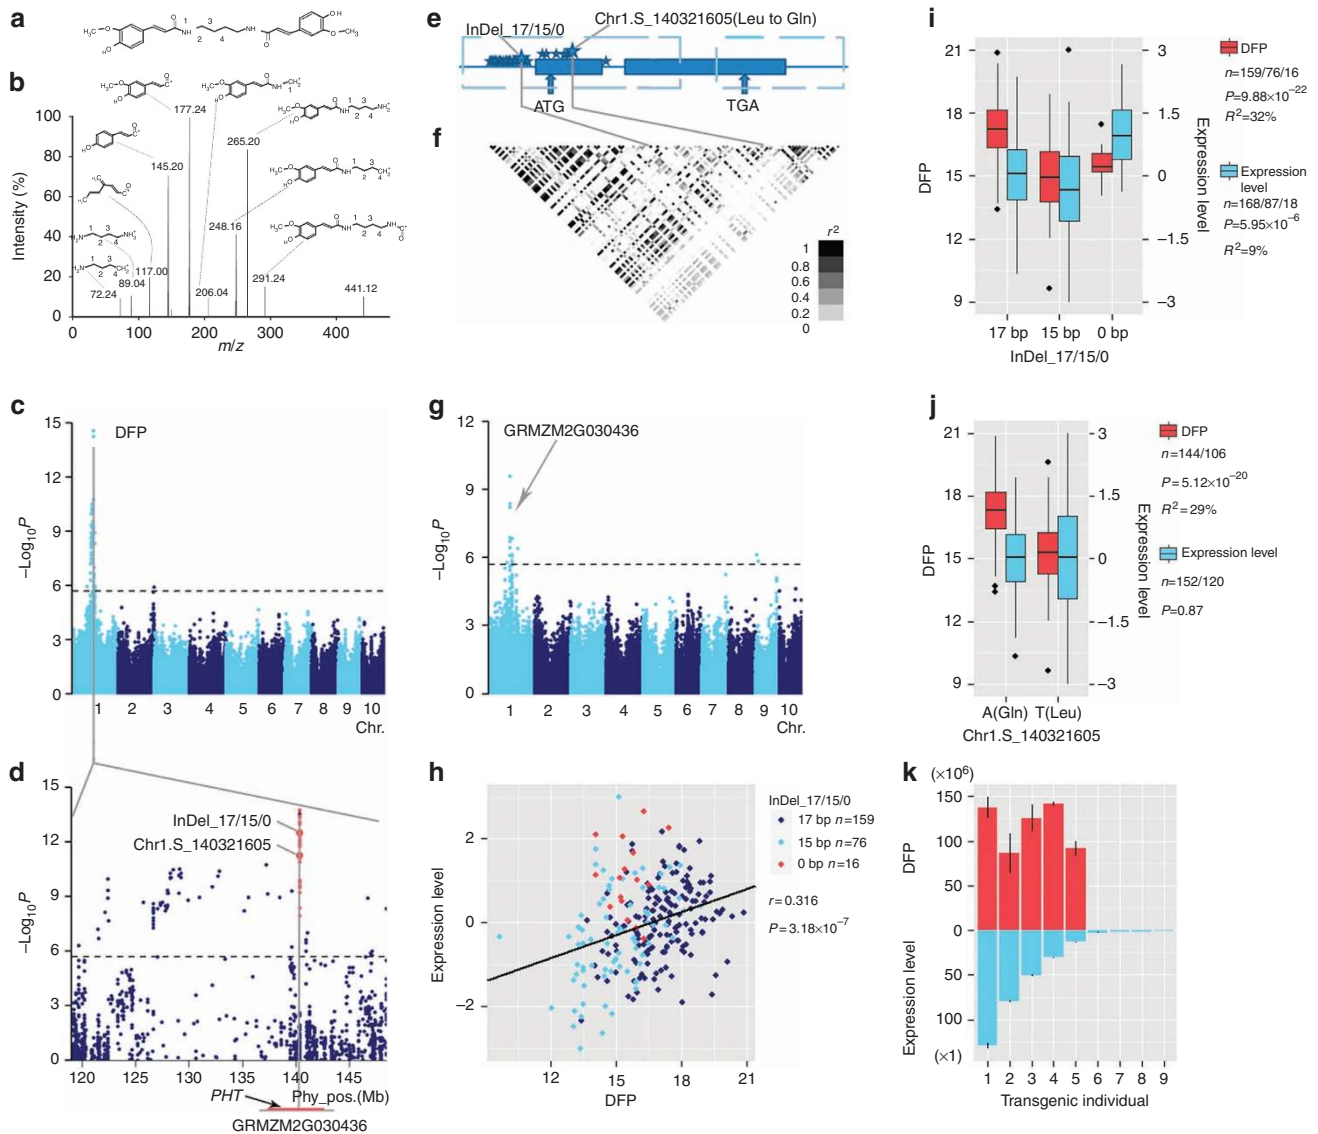 a
H₃C
O
H
O
NH
1
2
3
4
NH
O
OH
O
CH₃
b
177.24
265.20
145.20
248.16
291.24
441.12
117.00
89.04
72.24
206.04
Intensity (%)
100
80
60
40
20
0
0 100 200 300 400
m/z
c
DFP
–Log₁₀P
15
12
9
6
3
0
1 2 3 4 5 6 7 8 9 10
Chr.
d
InDel_17/15/0
Chr1.S_140321605
–Log₁₀P
15
12
9
6
3
0
120 125 130 135 140 145
PHT
Phy_pos.(Mb)
GRMZM2G030436
e
InDel_17/15/0
Chr1.S_140321605(Leu to Gln)
ATG
TGA
f
r²
1
0.8
0.6
0.4
0.2
0
g
GRMZM2G030436
–Log₁₀P
12
9
6
3
0
1 2 3 4 5 6 7 8 9 10
Chr.
h
Expression level
2
0
–2
12 15 18 21
DFP
InDel_17/15/0
17 bp n=159
15 bp n=76
0 bp n=16
r=0.316
P=3.18×10⁻⁷
i
DFP
21
18
15
12
9
3
1.5
0
–1.5
–3
Expression level
17 bp 15 bp 0 bp
InDel_17/15/0
DFP
n=159/76/16
P=9.88×10⁻²²
R²=32%
Expression
level
n=168/87/18
P=5.95×10⁻⁶
R²=9%
j
DFP
21
18
15
12
9
3
1.5
0
–1.5
–3
Expression level
A(Gln) T(Leu)
Chr1.S_140321605
DFP
n=144/106
P=5.12×10⁻²⁰
R²=29%
Expression level
n=152/120
P=0.87
k
(×10⁶)
DFP
150
100
50
0
50
100
Expression level
(×1)
1 2 3 4 5 6 7 8 9
Transgenic individual